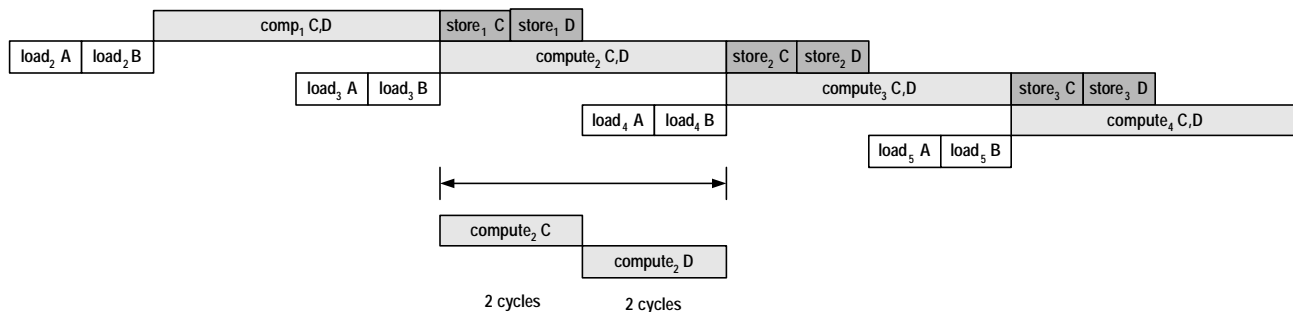 comp₁ C,D store₁ C store₁ D
load₂ A load₂ B compute₂ C,D store₂ C store₂ D
load₃ A load₃ B compute₃ C,D store₃ C store₃ D
load₄ A load₄ B compute₄ C,D
load₅ A load₅ B
compute₂ C
compute₂ D
2 cycles 2 cycles